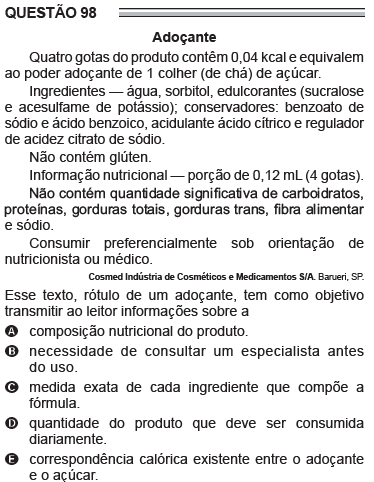 QUESTÃO 98
Adoçante
Quatro gotas do produto contêm 0,04 kcal e equivalem
ao poder adoçante de 1 colher (de chá) de açúcar.
Ingredientes — água, sorbitol, edulcorantes (sucralose
e acesulfame de potássio); conservadores: benzoato de
sódio e ácido benzoico, acidulante ácido cítrico e regulador
de acidez citrato de sódio.
Não contém glúten.
Informação nutricional — porção de 0,12 mL (4 gotas).
Não contém quantidade significativa de carboidratos,
proteínas, gorduras totais, gorduras trans, fibra alimentar
e sódio.
Consumir preferencialmente sob orientação de
nutricionista ou médico.
Cosmed Indústria de Cosméticos e Medicamentos S/A. Barueri, SP.
Esse texto, rótulo de um adoçante, tem como objetivo
transmitir ao leitor informações sobre a
A composição nutricional do produto.
B necessidade de consultar um especialista antes
do uso.
C medida exata de cada ingrediente que compõe a
fórmula.
D quantidade do produto que deve ser consumida
diariamente.
E correspondência calórica existente entre o adoçante
e o açúcar.